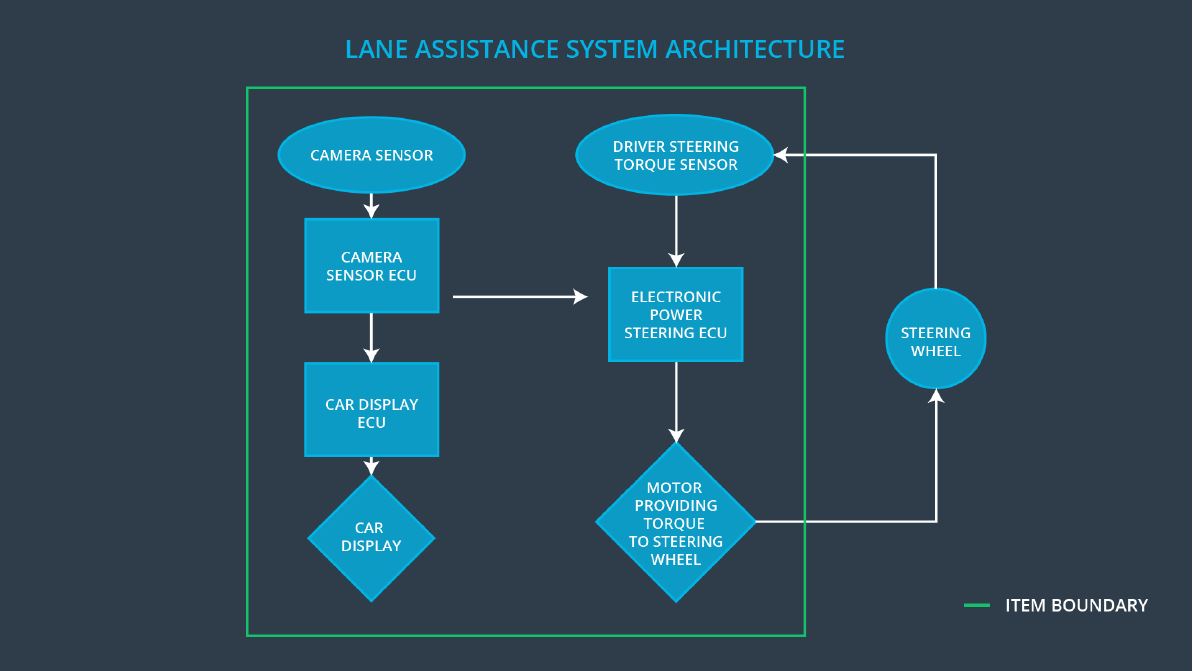 LANE ASSISTANCE SYSTEM ARCHITECTURE
CAMERA SENSOR
CAMERA
SENSOR ECU
CAR DISPLAY
ECU
CAR
DISPLAY
DRIVER STEERING
TORQUE SENSOR
ELECTRONIC
POWER
STEERING ECU
MOTOR
PROVIDING
TORQUE
TO STEERING
WHEEL
STEERING
WHEEL
ITEM BOUNDARY